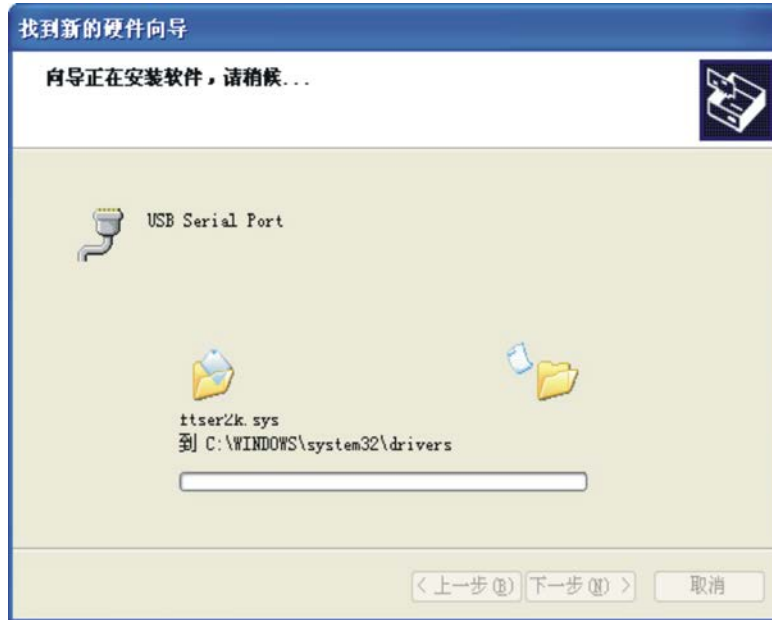 找到新的硬件向导
向导正在安装软件，请稍候...
USB Serial Port
ttser2k.sys
到 C:\WINDOWS\system32\drivers
< 上一步(B) 下一步(N) > 取消